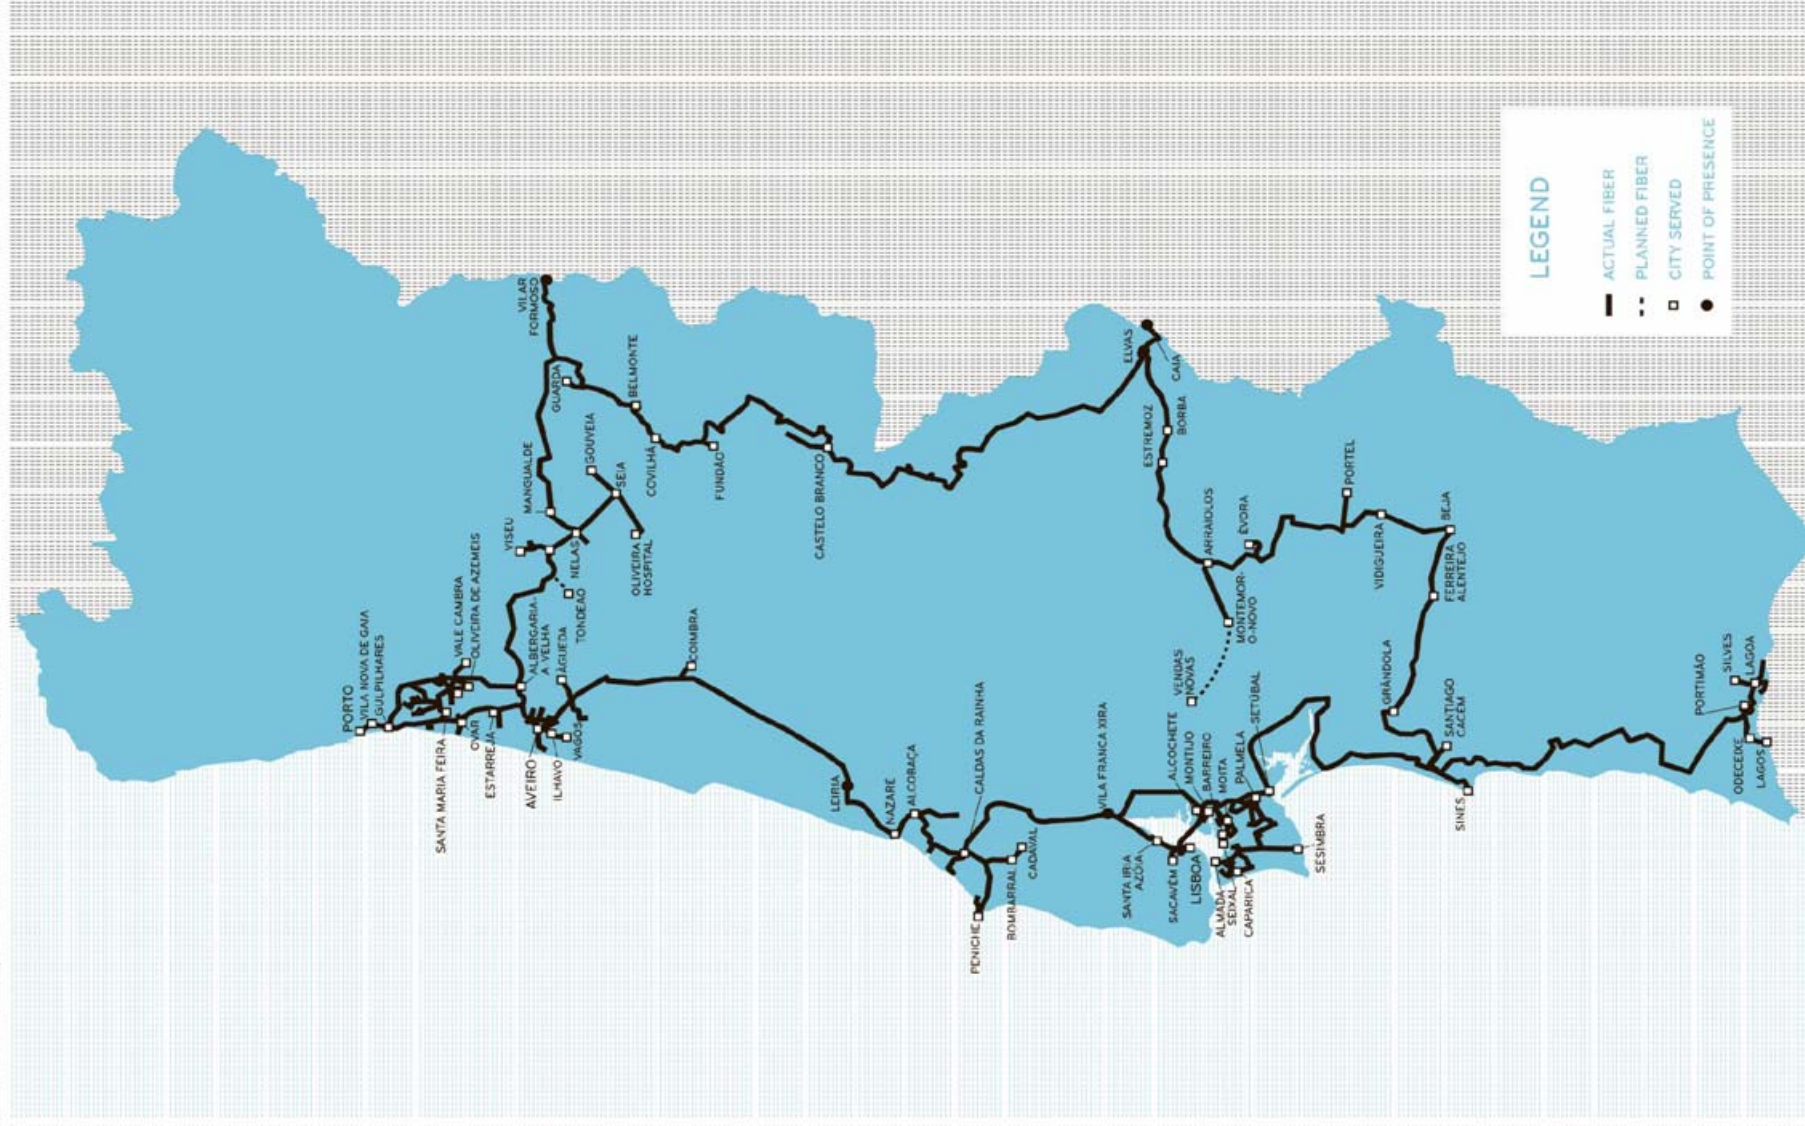 PORTO
VILA NOVA DE GAIA
GULPILHARES
SANTA MARIA FEIRA
VALE CAMBRA
OLIVEIRA DE AZEMEIS
OVAR
ESTARREJA
VISEU
MANGUALDE
VILAR
FORMOSO
ALBERGARIA-
A VELHA
AVEIRO
ILHAVO
ÁGUEDA
VAGOS
TONDEAO
NELAS
GUARDA
GOUVEIA
SEIA
OLIVEIRA
HOSPITAL
BELMONTE
COVILHÃ
COIMBRA
FUNDÃO
CASTELO BRANCO
LEIRIA
NAZARE
ALCOBAÇA
PENICHE
CALDAS DA RAINHA
BOMBARRAL
CADAVAL
VILA FRANCA XIRA
SANTA IRIA
AZOIA
ELVAS
CAIA
ESTREMOZ
BORBA
SACAVÉM
LISBOA
ALCOCHETE
MONTIJO
BARREIRO
MOITA
PALMELA
SETÚBAL
VENDAS
NOVAS
ARRAIOLOS
MONTEMOR-
O-NOVO
ÉVORA
ALMADA
SEIXAL
CAPARICA
SESIMBRA
PORTEL
VIDIGUEIRA
GRÂNDOLA
BEJA
FERREIRA
ALENTEJO
SANTIAGO
CACÉM
SINES
PORTIMÃO
SILVES
LAGOA
ODECEIXE
LAGOS
LEGEND
ACTUAL FIBER
PLANNED FIBER
CITY SERVED
POINT OF PRESENCE